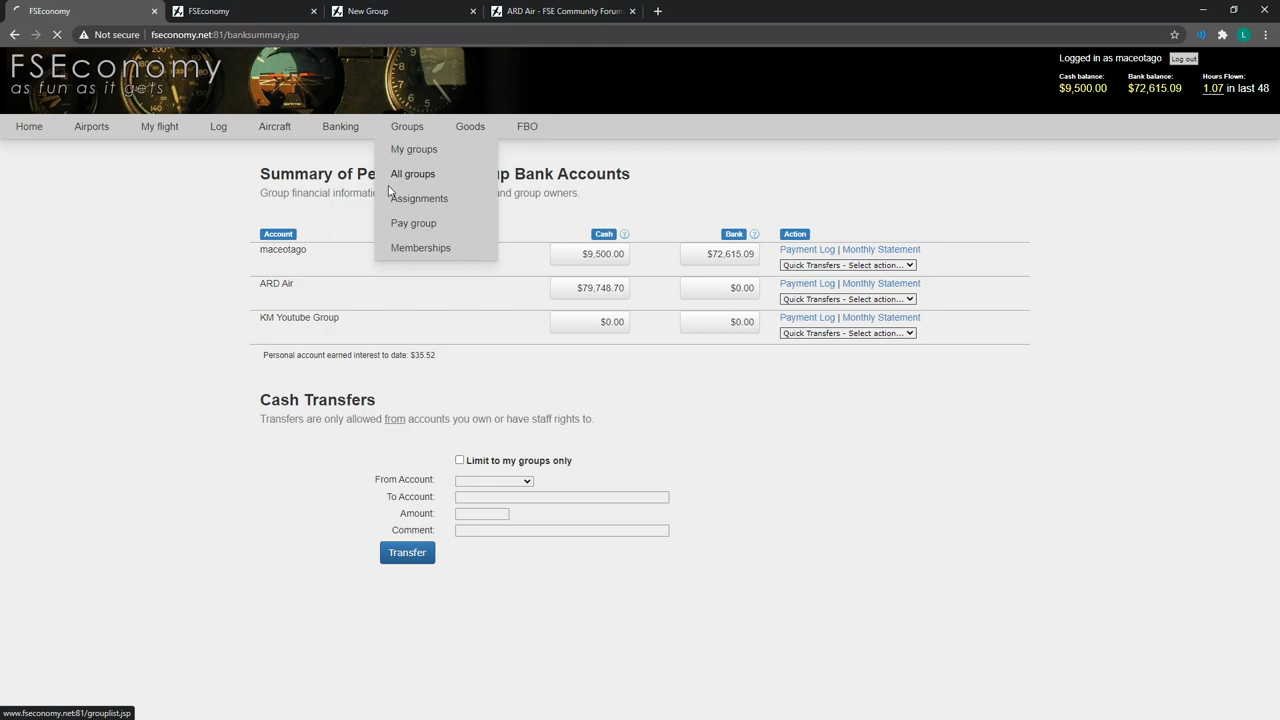 FSEconomy
FSEconomy
New Group
ARD Air - FSE Community Forum
Not secure
fseconomy.net:81/banksummary.jsp
L
FSEconomy
as fun as it gets
Logged in as maceotago
Log out
Cash balance:
Bank balance:
Hours Flown:
$9,500.00
$72,615.09
1.07 in last 48
Home
Airports
My flight
Log
Aircraft
Banking
Groups
Goods
FBO
My groups
All groups
Assignments
Pay group
Memberships
Summary of Pe
p Bank Accounts
Group financial informati
nd group owners.
Account
Cash
Bank
Action
maceotago
$9,500.00
$72,615.09
Payment Log | Monthly Statement
Quick Transfers - Select action...
ARD Air
$79,748.70
$0.00
Payment Log | Monthly Statement
Quick Transfers - Select action...
KM Youtube Group
$0.00
$0.00
Payment Log | Monthly Statement
Quick Transfers - Select action...
Personal account earned interest to date: $35.52
Cash Transfers
Transfers are only allowed from accounts you own or have staff rights to.
Limit to my groups only
From Account:
To Account:
Amount:
Comment:
Transfer
www.fseconomy.net:81/grouplist.jsp